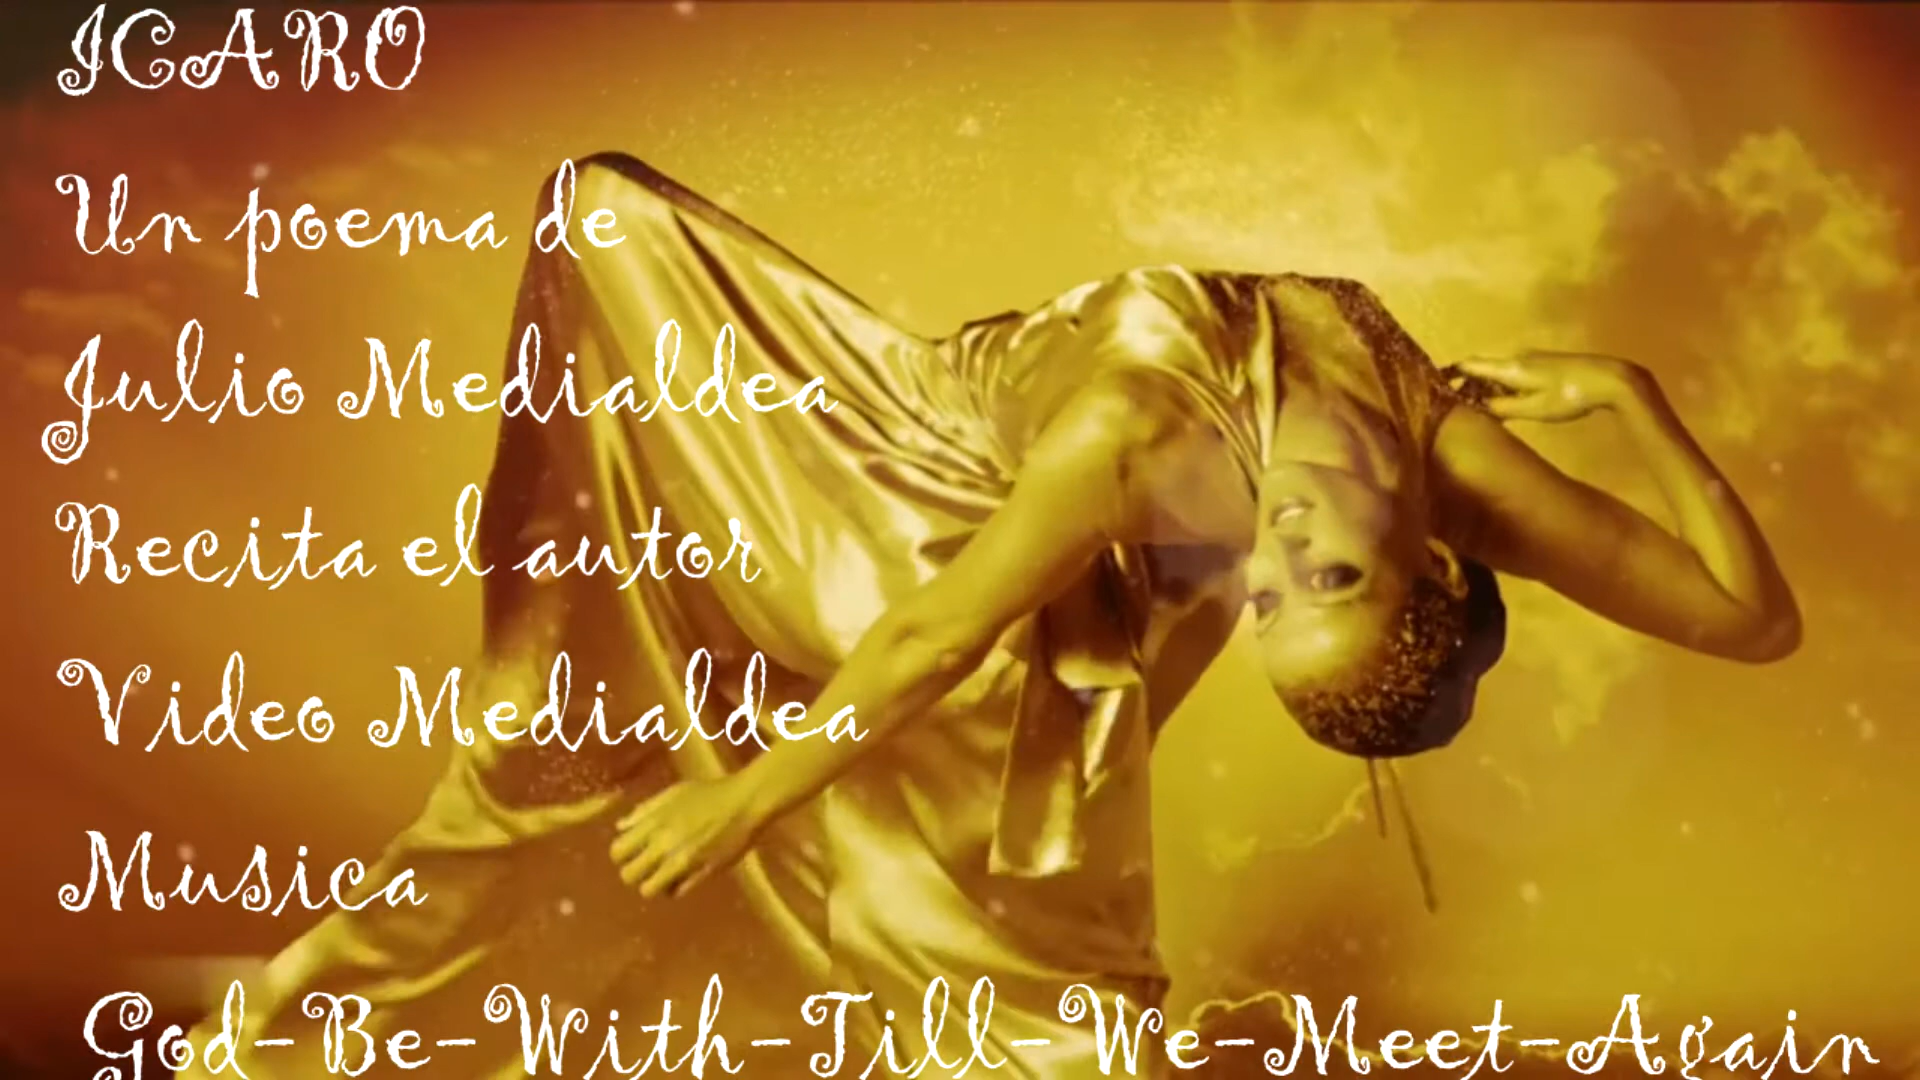 ICARO
Un poema de
Julio Medialdea
Recita el autor
Video Medialdea
Musica
God-Be-With-Till-We-Meet-Again